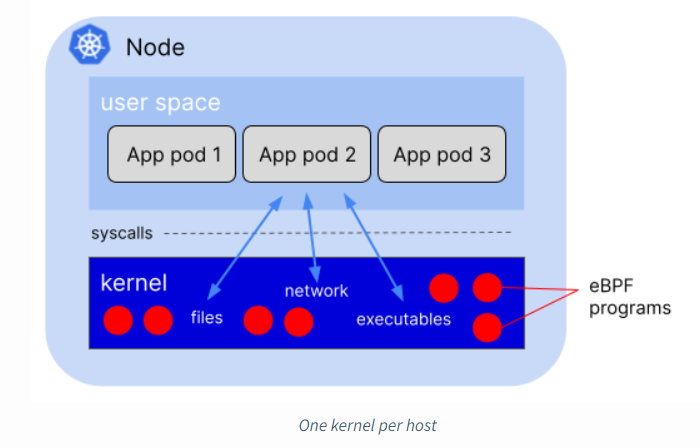 Node
user space
App pod 1
App pod 2
App pod 3
syscalls
kernel
network
files
executables
eBPF
programs
One kernel per host